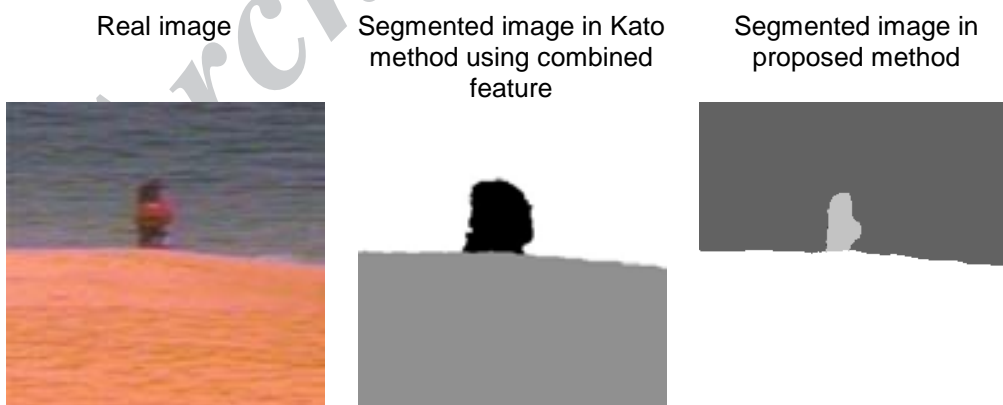 Real image
Segmented image in Kato
method using combined
feature
Segmented image in
proposed method